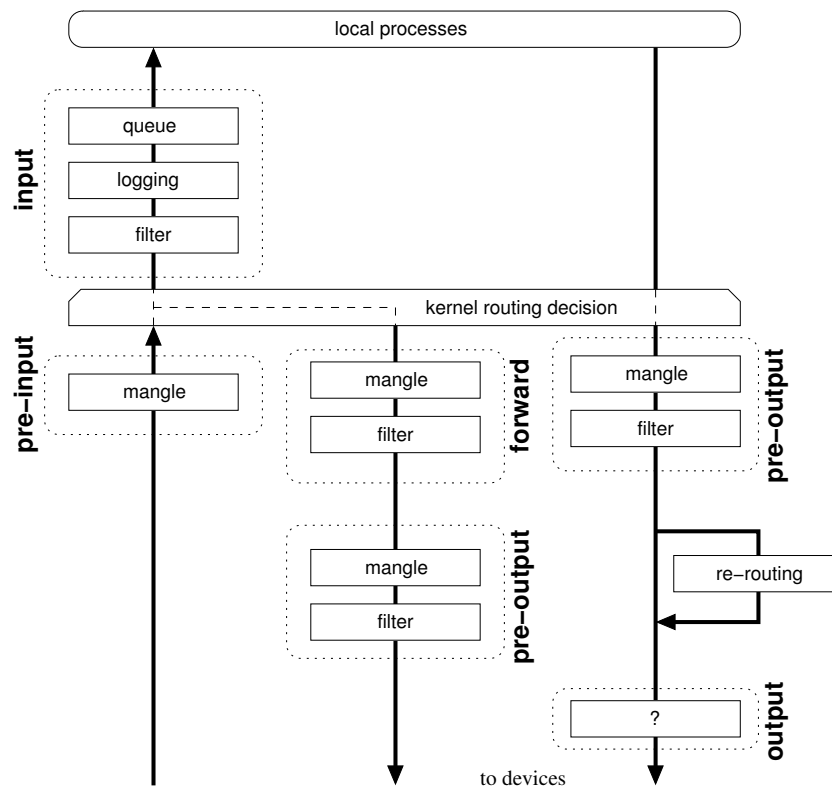 local processes
queue
logging
filter
input
kernel routing decision
mangle
pre-input
mangle
filter
forward
mangle
filter
pre-output
mangle
filter
pre-output
re-routing
?
output
to devices